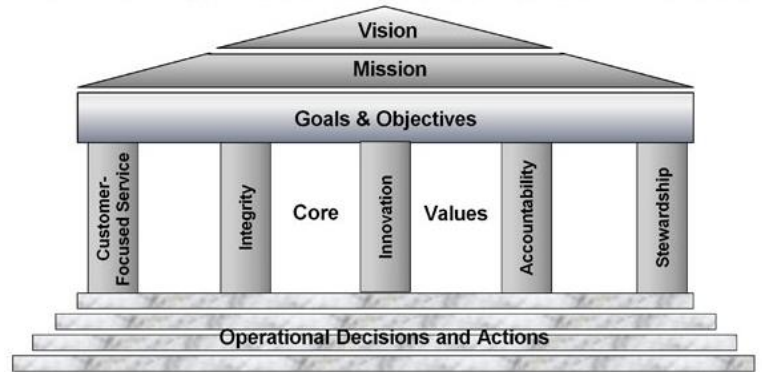 Vision
Mission
Goals & Objectives
Customer-
Focused Service
Integrity
Core
Innovation
Values
Accountability
Stewardship
Operational Decisions and Actions